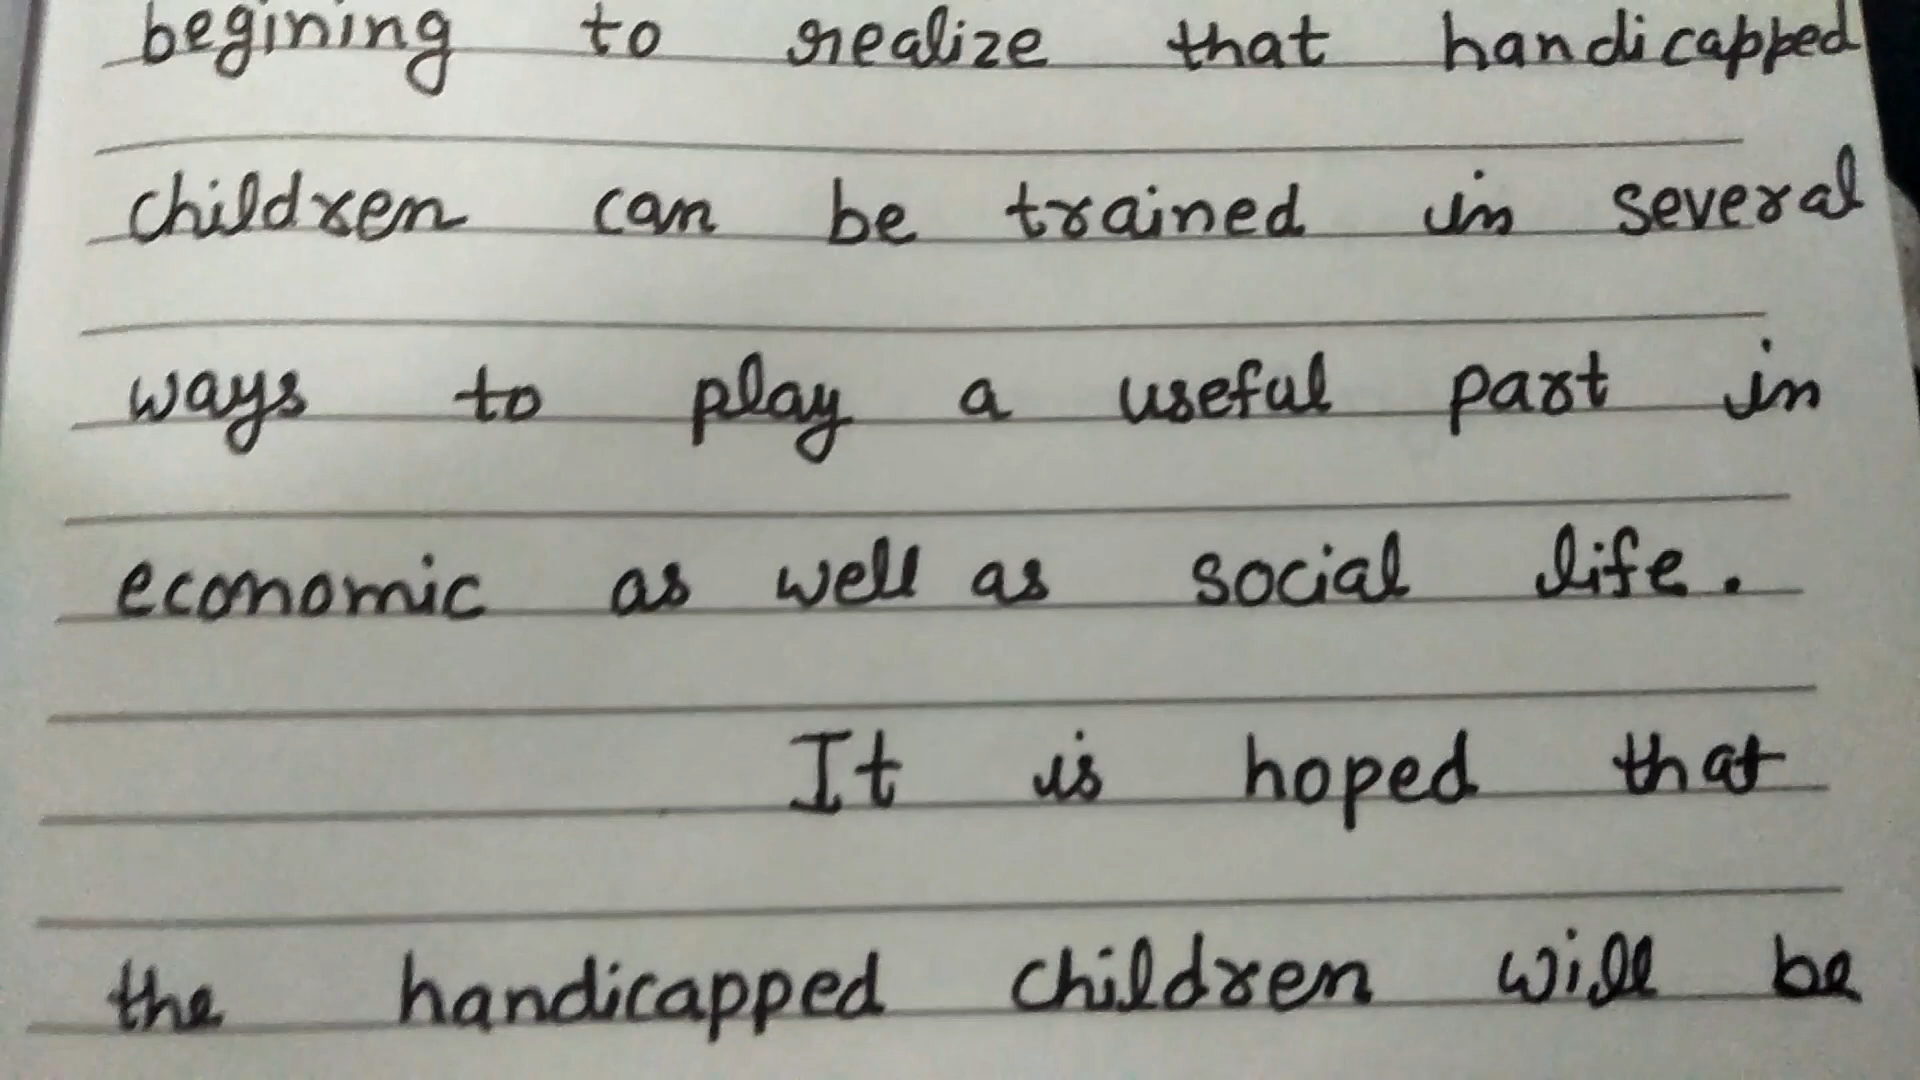 begining to realize that handicapped
children can be trained in several
ways to play a useful part in
economic as well as social life.
It is hoped that
the handicapped children will be